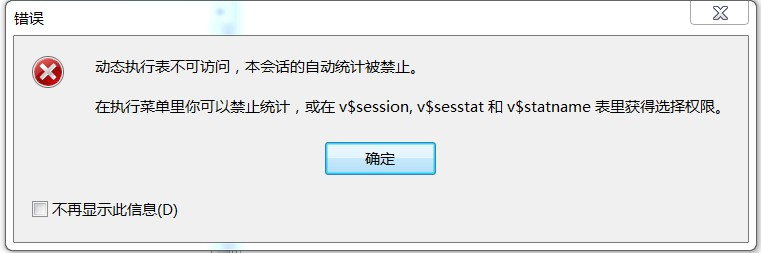 错误
动态执行表不可访问，本会话的自动统计被禁止。
在执行菜单里你可以禁止统计，或在 v$session, v$sesstat 和 v$statname 表里获得选择权限。
确定
不再显示此信息(D)